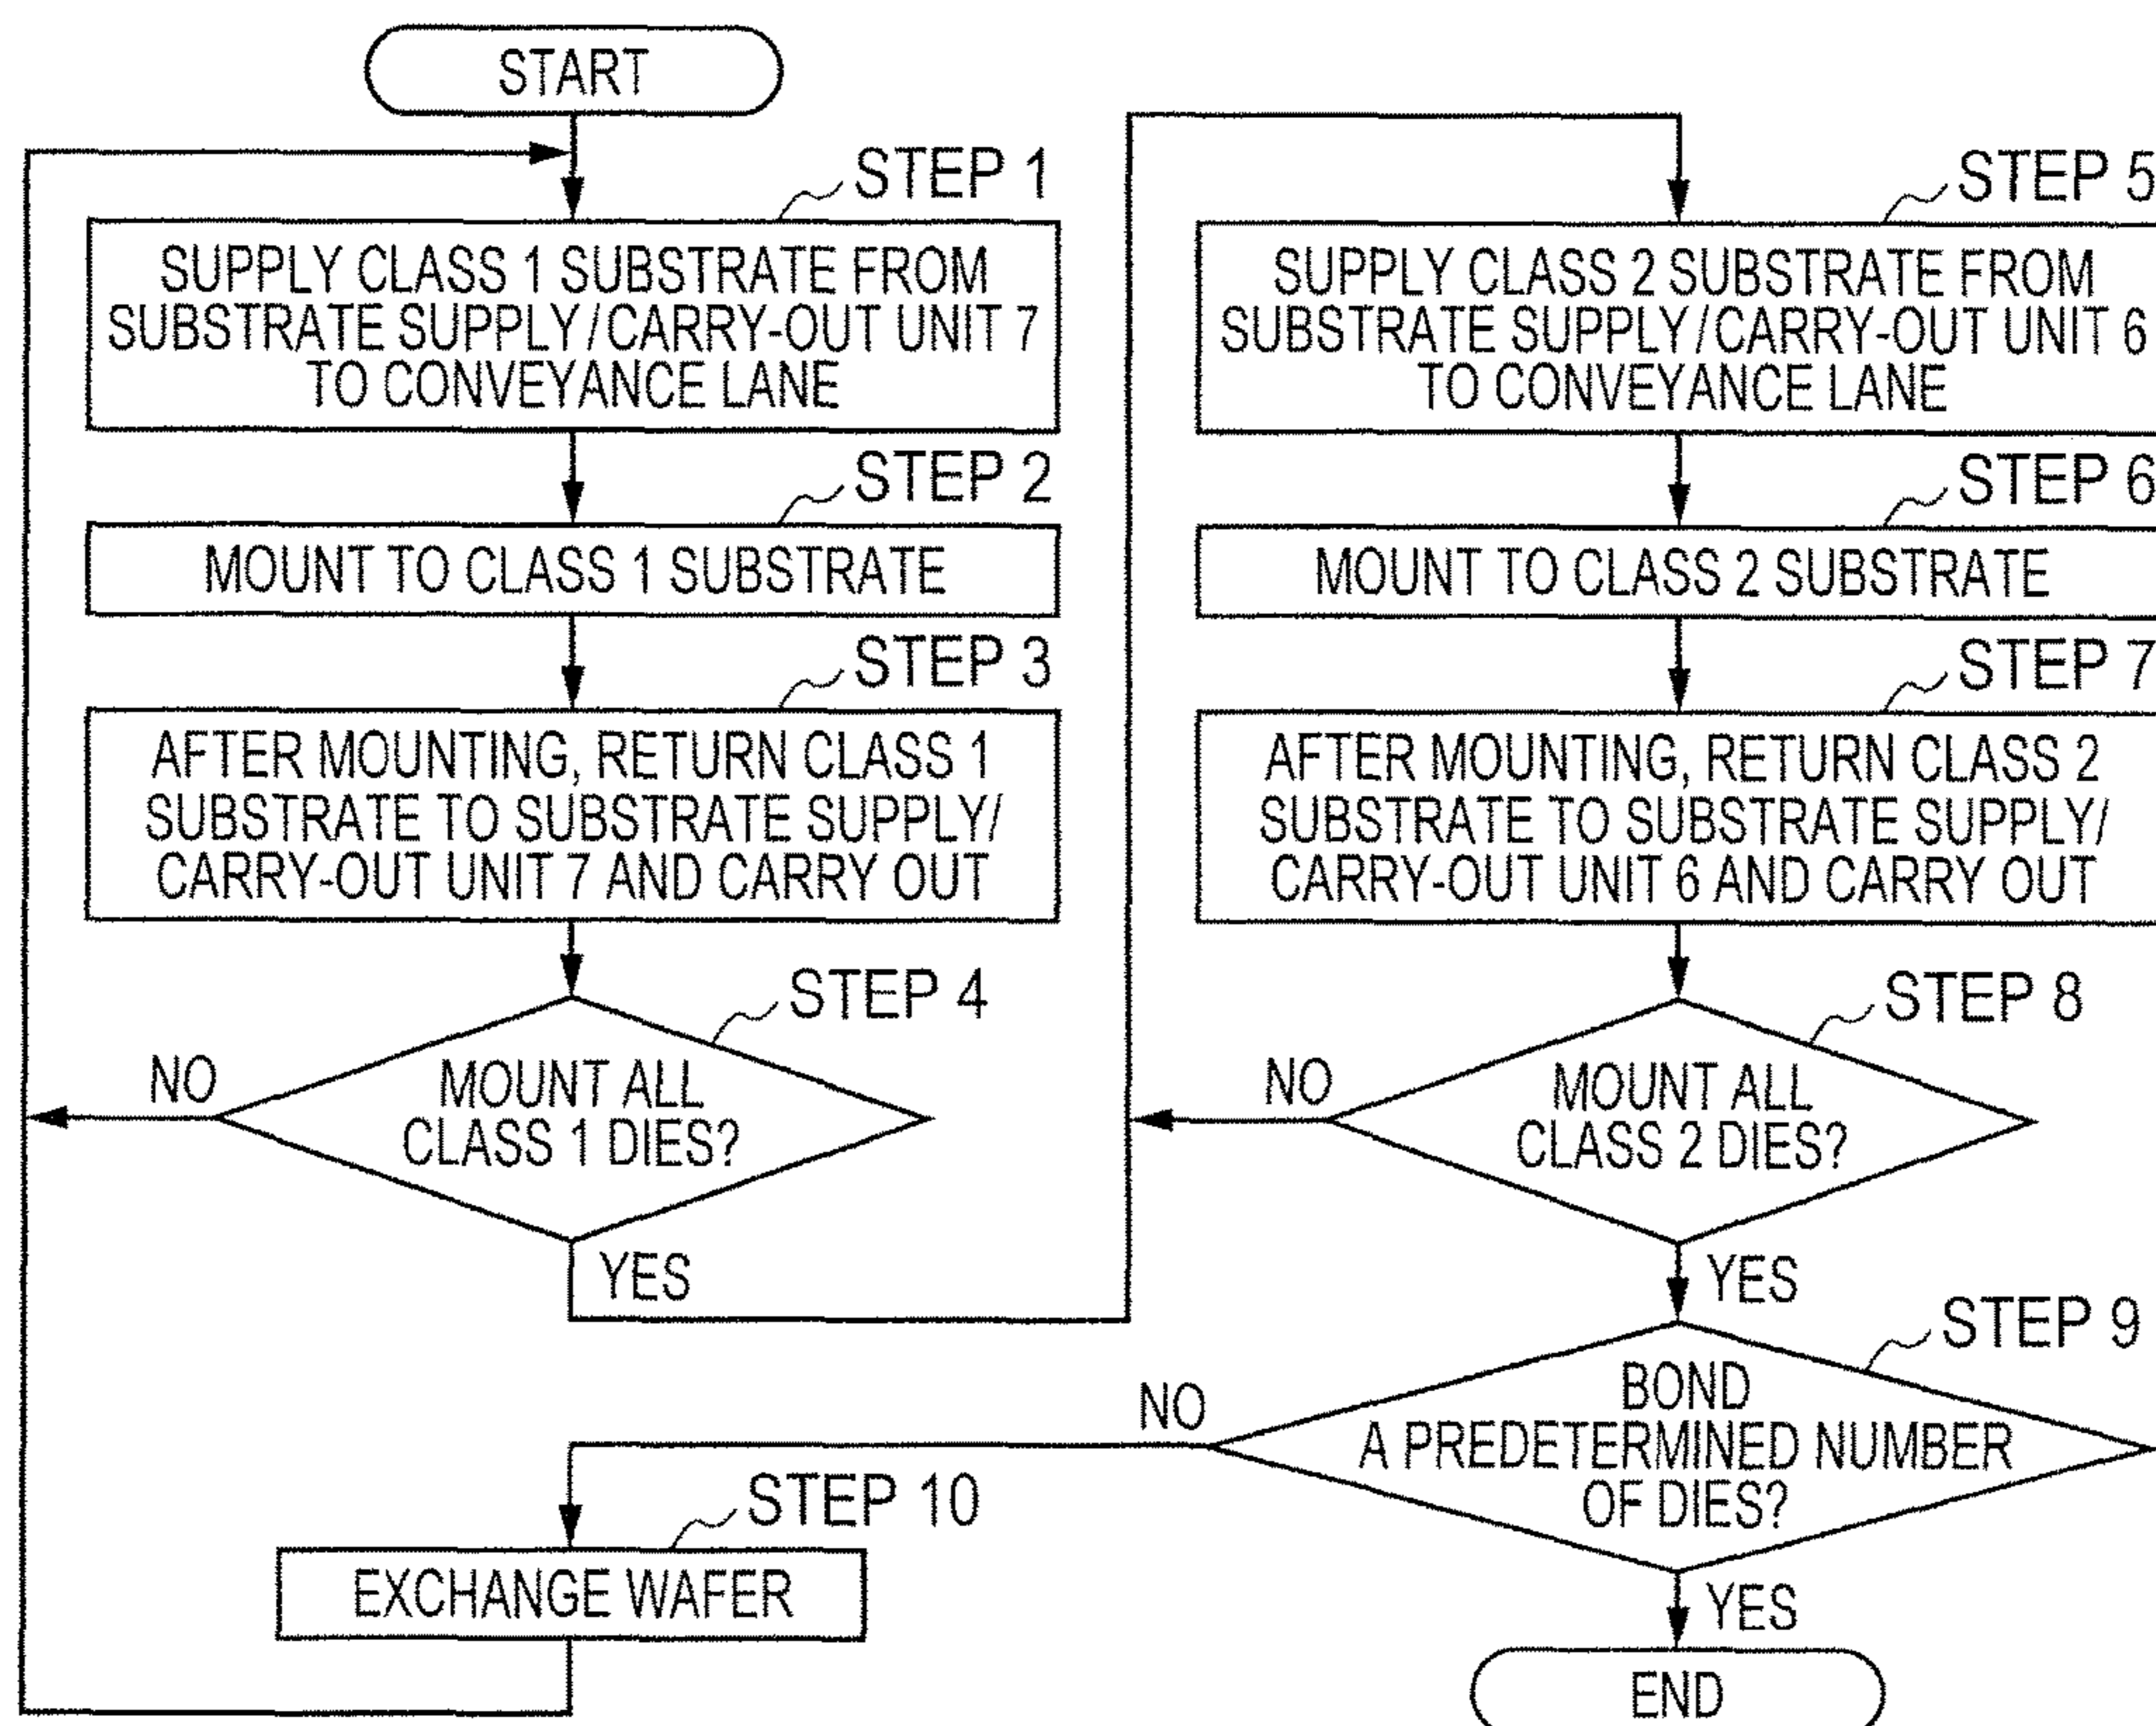 START
STEP 1
SUPPLY CLASS 1 SUBSTRATE FROM
SUBSTRATE SUPPLY/CARRY-OUT UNIT 7
TO CONVEYANCE LANE
STEP 2
MOUNT TO CLASS 1 SUBSTRATE
STEP 3
AFTER MOUNTING, RETURN CLASS 1
SUBSTRATE TO SUBSTRATE SUPPLY/
CARRY-OUT UNIT 7 AND CARRY OUT
STEP 4
NO
MOUNT ALL
CLASS 1 DIES?
YES
STEP 5
SUPPLY CLASS 2 SUBSTRATE FROM
SUBSTRATE SUPPLY/CARRY-OUT UNIT 6
TO CONVEYANCE LANE
STEP 6
MOUNT TO CLASS 2 SUBSTRATE
STEP 7
AFTER MOUNTING, RETURN CLASS 2
SUBSTRATE TO SUBSTRATE SUPPLY/
CARRY-OUT UNIT 6 AND CARRY OUT
STEP 8
NO
MOUNT ALL
CLASS 2 DIES?
YES
STEP 9
NO
BOND
A PREDETERMINED NUMBER
OF DIES?
YES
STEP 10
EXCHANGE WAFER
END